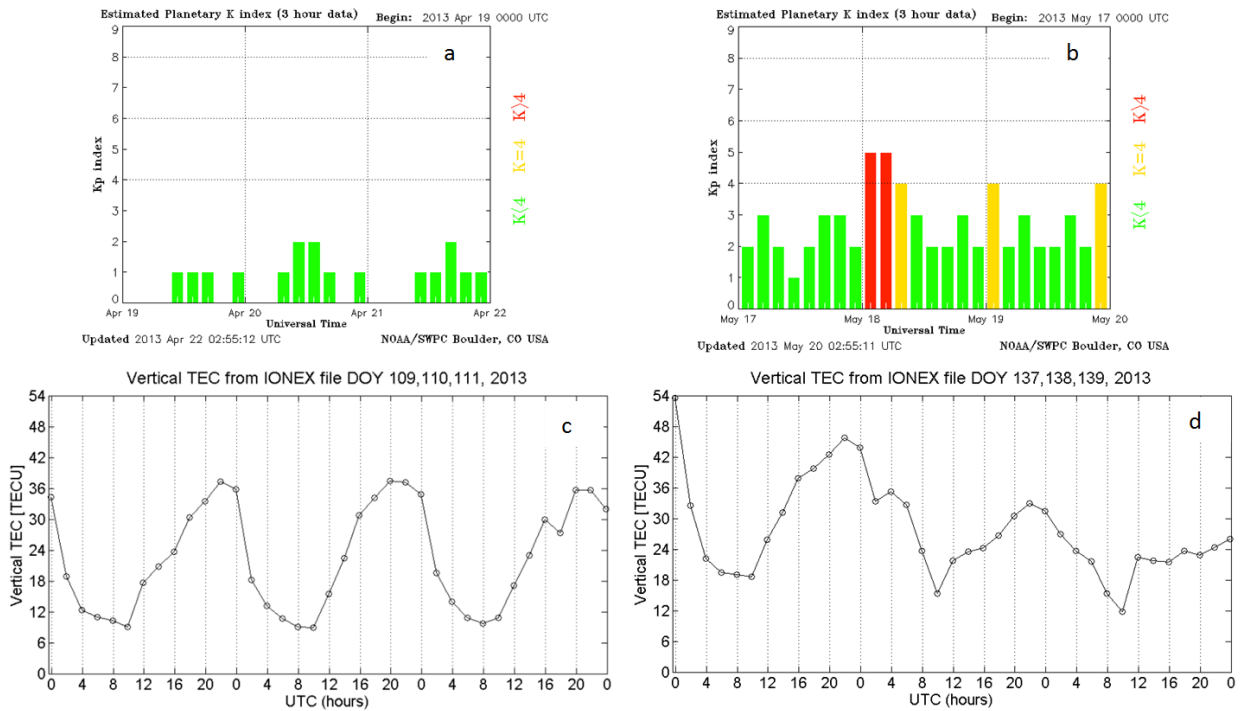 Estimated Planetary K index (3 hour data) Begin: 2013 Apr 19 0000 UTC
9
8
7
6
5
4
3
2
1
0
Kp index
a
K<4 K=4 K>4
Apr 19 Apr 20 Apr 21 Apr 22
Universal Time
Updated 2013 Apr 22 02:55:12 UTC NOAA/SWPC Boulder, CO USA
Estimated Planetary K index (3 hour data) Begin: 2013 May 17 0000 UTC
9
8
7
6
5
4
3
2
1
0
Kp index
b
K<4 K=4 K>4
May 17 May 18 May 19 May 20
Universal Time
Updated 2013 May 20 02:55:11 UTC NOAA/SWPC Boulder, CO USA
Vertical TEC from IONEX file DOY 109,110,111, 2013
54
48
42
36
30
24
18
12
6
0
Vertical TEC [TECU]
c
0 4 8 12 16 20 0 4 8 12 16 20 0 4 8 12 16 20 0
UTC (hours)
Vertical TEC from IONEX file DOY 137,138,139, 2013
54
48
42
36
30
24
18
12
6
0
Vertical TEC [TECU]
d
0 4 8 12 16 20 0 4 8 12 16 20 0 4 8 12 16 20 0
UTC (hours)